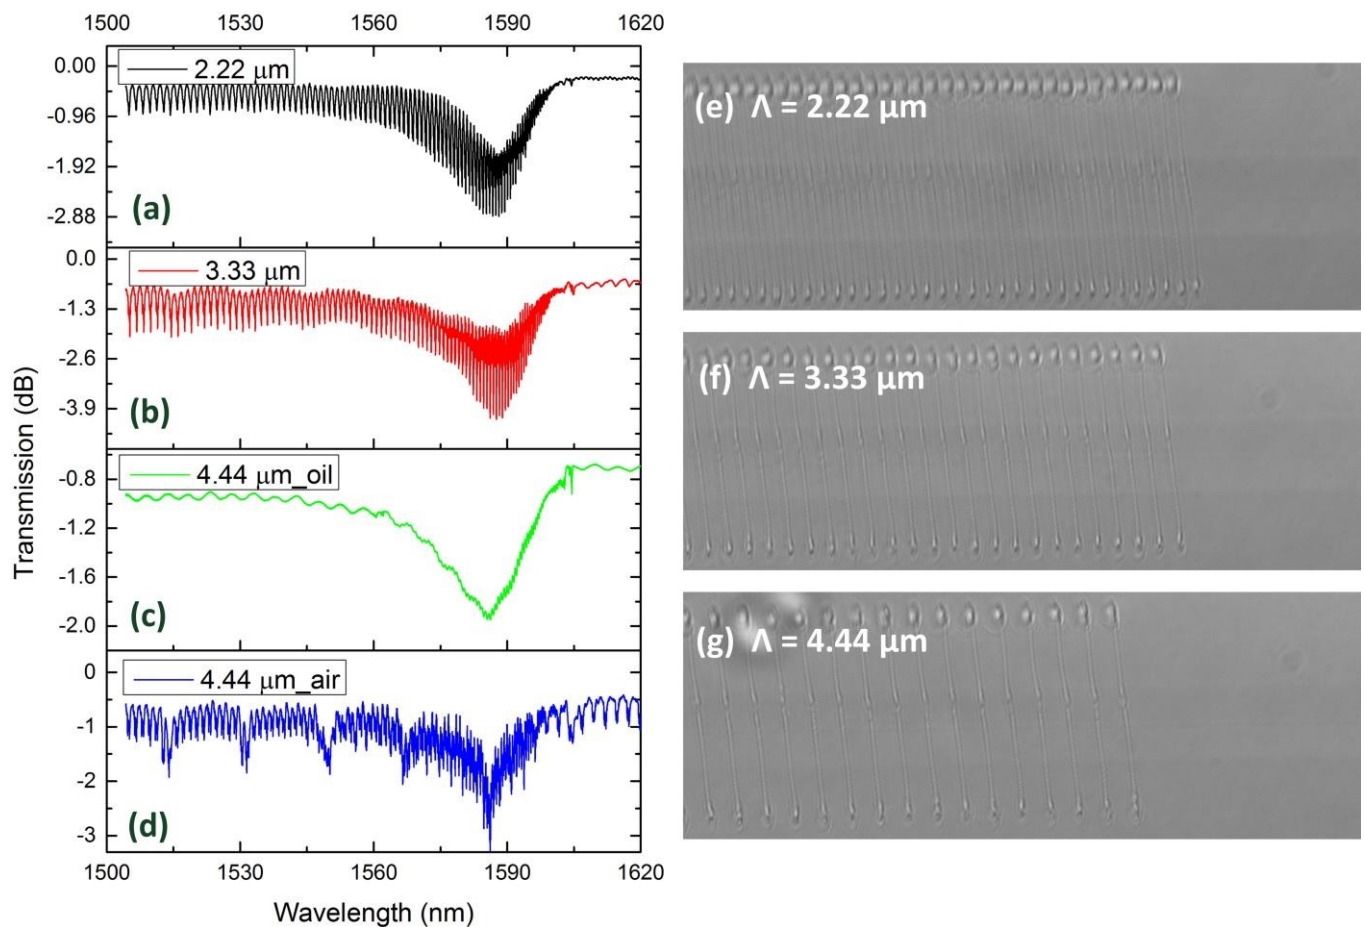 1500 1530 1560 1590 1620
2.22 μm
0.00
-0.96
-1.92
-2.88
(a)
3.33 μm
0.0
-1.3
-2.6
-3.9
(b)
4.44 μm_oil
-0.8
-1.2
-1.6
-2.0
(c)
4.44 μm_air
0
-1
-2
-3
(d)
1500 1530 1560 1590 1620
Wavelength (nm)
Transmission (dB)
(e) Λ = 2.22 μm
(f) Λ = 3.33 μm
(g) Λ = 4.44 μm